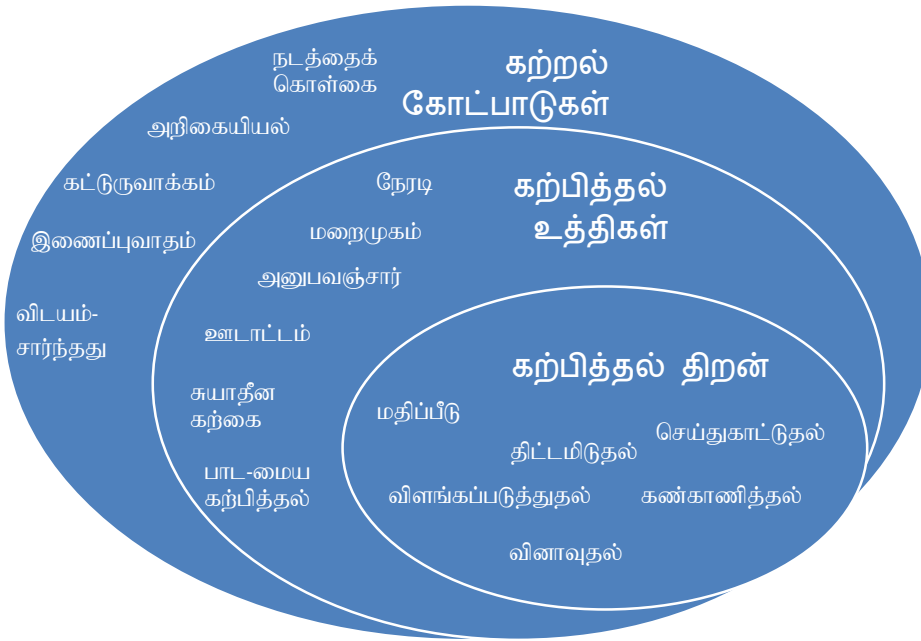 கற்றல்
கோட்பாடுகள்
நடத்தைக்
கொள்கை
அறிகையியல்
கட்டுருவாக்கம்
இணைப்புவாதம்
விடயம்-
சார்ந்தது
கற்பித்தல்
உத்திகள்
நேரடி
மறைமுகம்
அனுபவஞ்சார்
ஊடாட்டம்
சுயாதீன
கற்கை
பாட-மைய
கற்பித்தல்
கற்பித்தல் திறன்
மதிப்பீடு
செய்துகாட்டுதல்
திட்டமிடுதல்
விளங்கப்படுத்துதல்
கண்காணித்தல்
வினாவுதல்